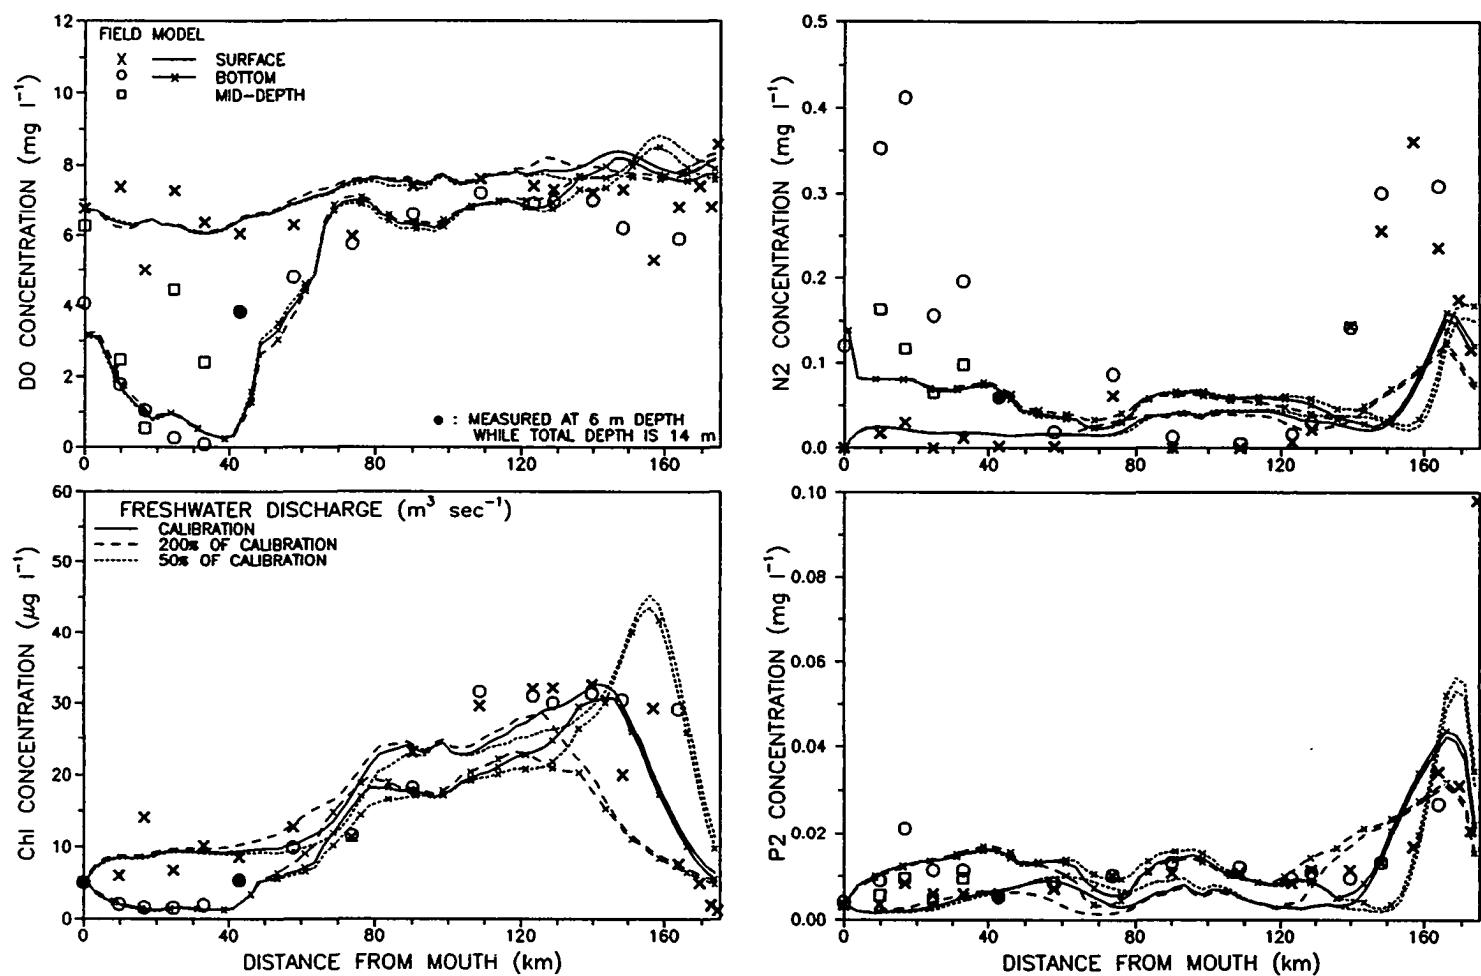 12
10
8
6
4
2
0
DO CONCENTRATION (mg l⁻¹)
FIELD MODEL
SURFACE
BOTTOM
MID-DEPTH
● : MEASURED AT 6 m DEPTH
WHILE TOTAL DEPTH IS 14 m
0 40 80 120 160
0.5
0.4
0.3
0.2
0.1
0.0
N2 CONCENTRATION (mg l⁻¹)
0 40 80 120 160
60
50
40
30
20
10
0
Chl CONCENTRATION (μg l⁻¹)
FRESHWATER DISCHARGE (m³ sec⁻¹)
CALIBRATION
200% OF CALIBRATION
50% OF CALIBRATION
0 40 80 120 160
DISTANCE FROM MOUTH (km)
0.10
0.08
0.06
0.04
0.02
0.00
P2 CONCENTRATION (mg l⁻¹)
0 40 80 120 160
DISTANCE FROM MOUTH (km)